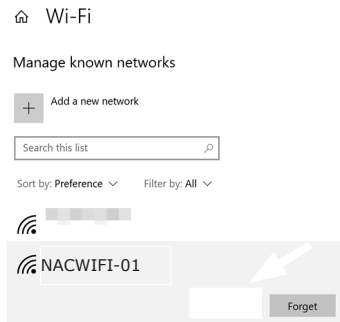 Wi-Fi
Manage known networks
Add a new network
Search this list
Sort by: Preference Filter by: All
NACWIFI-01
Forget